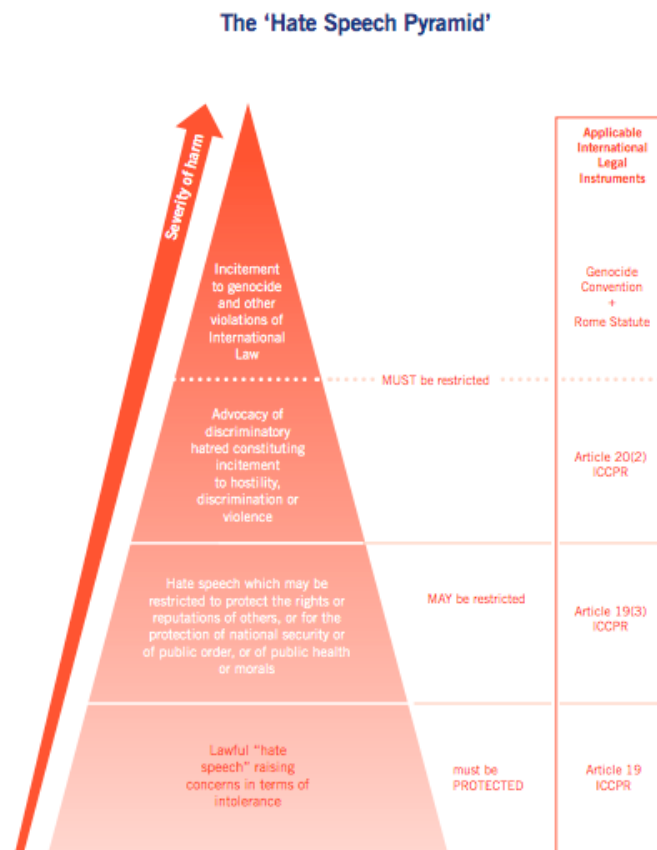 The ‘Hate Speech Pyramid’
Severity of harm
Applicable
International
Legal
Instruments
Incitement
to genocide
and other
violations of
International
Law
Genocide
Convention
+
Rome Statute
MUST be restricted
Advocacy of
discriminatory
hatred constituting
incitement
to hostility,
discrimination or
violence
Article 20(2)
ICCPR
Hate speech which may be
restricted to protect the rights or
reputations of others, or for the
protection of national security or
of public order, or of public health
or morals
MAY be restricted
Article 19(3)
ICCPR
Lawful “hate
speech” raising
concerns in terms of
intolerance
must be
PROTECTED
Article 19
ICCPR